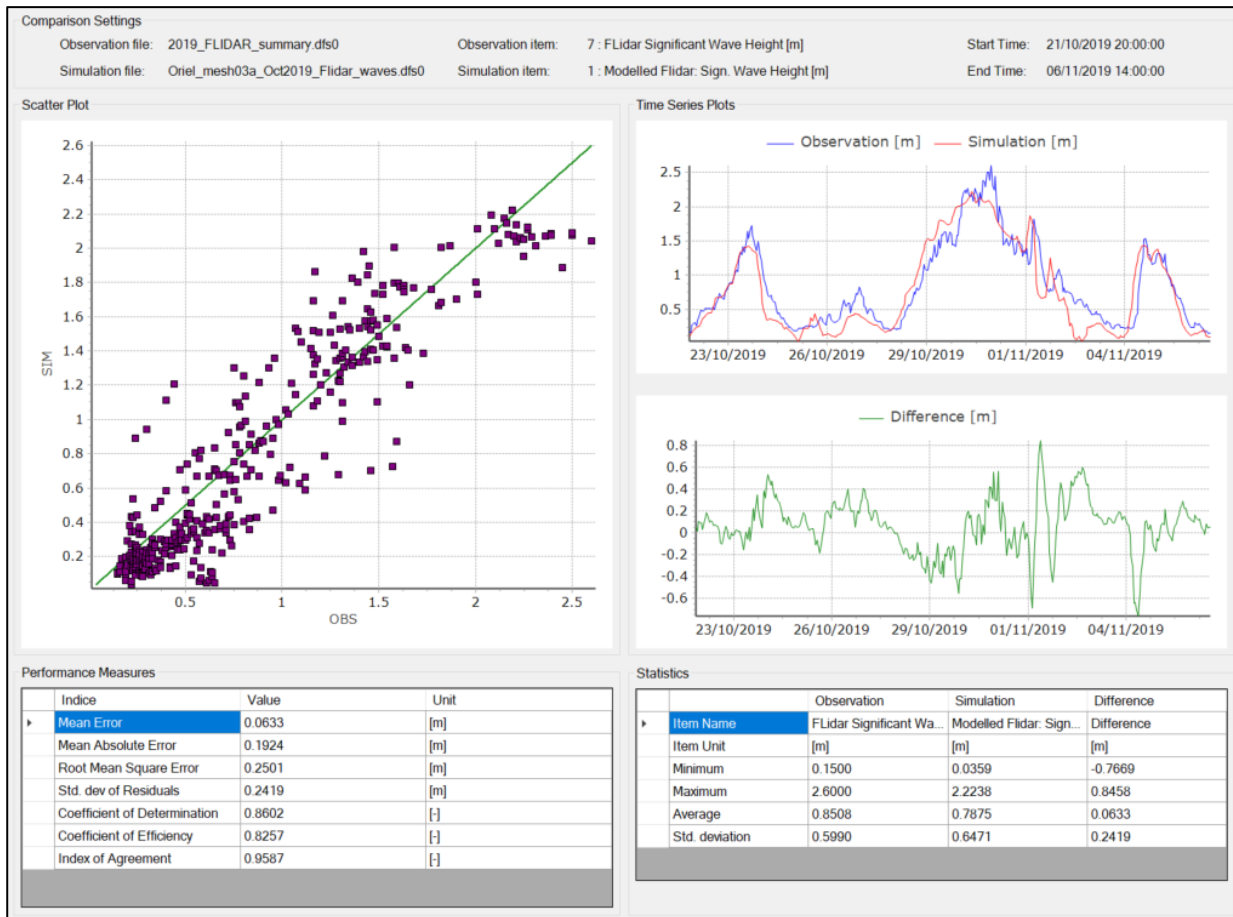 Comparison Settings
Observation file: 2019_FLIDAR_summary.dfs0 Observation item: 7 : FLidar Significant Wave Height [m] Start Time: 21/10/2019 20:00:00
Simulation file: Oriel_mesh03a_Oct2019_Flidar_waves.dfs0 Simulation item: 1 : Modelled Flidar: Sign. Wave Height [m] End Time: 06/11/2019 14:00:00
Scatter Plot
2.6
2.4
2.2
2
1.8
1.6
1.4
1.2
1
0.8
0.6
0.4
0.2
SIM
0.5 1 1.5 2 2.5
OBS
Time Series Plots
Observation [m] Simulation [m]
2.5
2
1.5
1
0.5
23/10/2019 26/10/2019 29/10/2019 01/11/2019 04/11/2019
Difference [m]
0.8
0.6
0.4
0.2
0
-0.2
-0.4
-0.6
23/10/2019 26/10/2019 29/10/2019 01/11/2019 04/11/2019
Performance Measures
Indice Value Unit
Mean Error 0.0633 [m]
Mean Absolute Error 0.1924 [m]
Root Mean Square Error 0.2501 [m]
Std. dev of Residuals 0.2419 [m]
Coefficient of Determination 0.8602 [-]
Coefficient of Efficiency 0.8257 [-]
Index of Agreement 0.9587 [-]
Statistics
Observation Simulation Difference
Item Name FLidar Significant Wa... Modelled Flidar: Sign... Difference
Item Unit [m] [m] [m]
Minimum 0.1500 0.0359 -0.7669
Maximum 2.6000 2.2238 0.8458
Average 0.8508 0.7875 0.0633
Std. deviation 0.5990 0.6471 0.2419